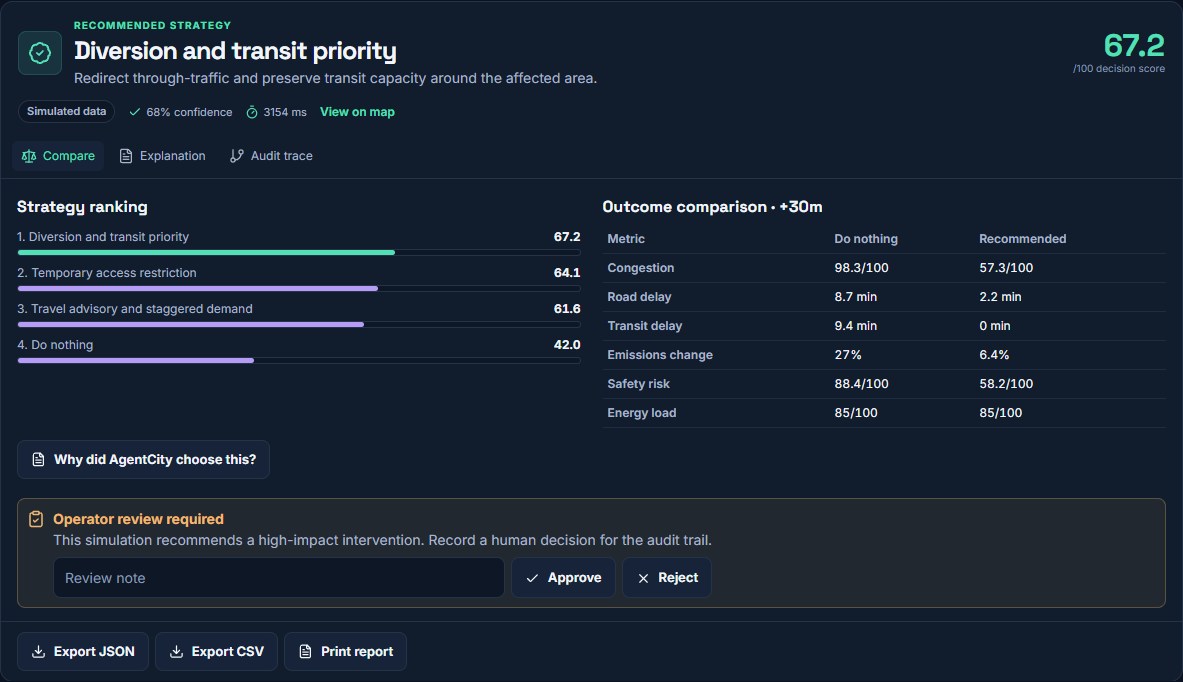 RECOMMENDED STRATEGY
Diversion and transit priority
Redirect through-traffic and preserve transit capacity around the affected area.
67.2
/100 decision score
Simulated data 68% confidence 3154 ms View on map
Compare Explanation Audit trace
Strategy ranking
1. Diversion and transit priority 67.2
2. Temporary access restriction 64.1
3. Travel advisory and staggered demand 61.6
4. Do nothing 42.0
Outcome comparison • +30m
Metric Do nothing Recommended
Congestion 98.3/100 57.3/100
Road delay 8.7 min 2.2 min
Transit delay 9.4 min 0 min
Emissions change 27% 6.4%
Safety risk 88.4/100 58.2/100
Energy load 85/100 85/100
Why did AgentCity choose this?
Operator review required
This simulation recommends a high-impact intervention. Record a human decision for the audit trail.
Review note Approve Reject
Export JSON Export CSV Print report